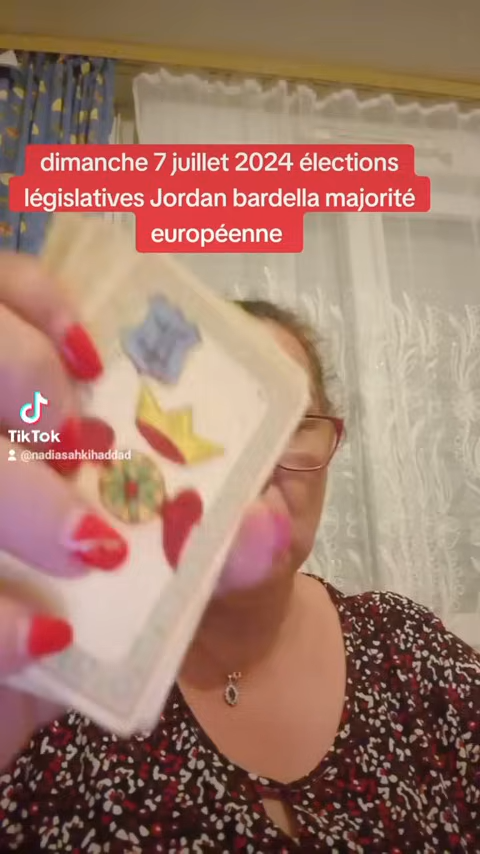 dimanche 7 juillet 2024 élections
législatives Jordan bardella majorité
européenne
TikTok
@nadiasahkihaddad